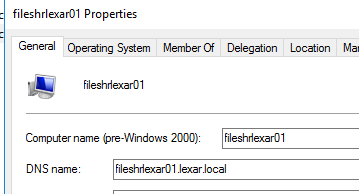 fileshrlexar01 Properties
General Operating System Member Of Delegation Location
fileshrlexar01
Computer name (pre-Windows 2000): fileshrlexar01
DNS name: fileshrlexar01.lexar.local